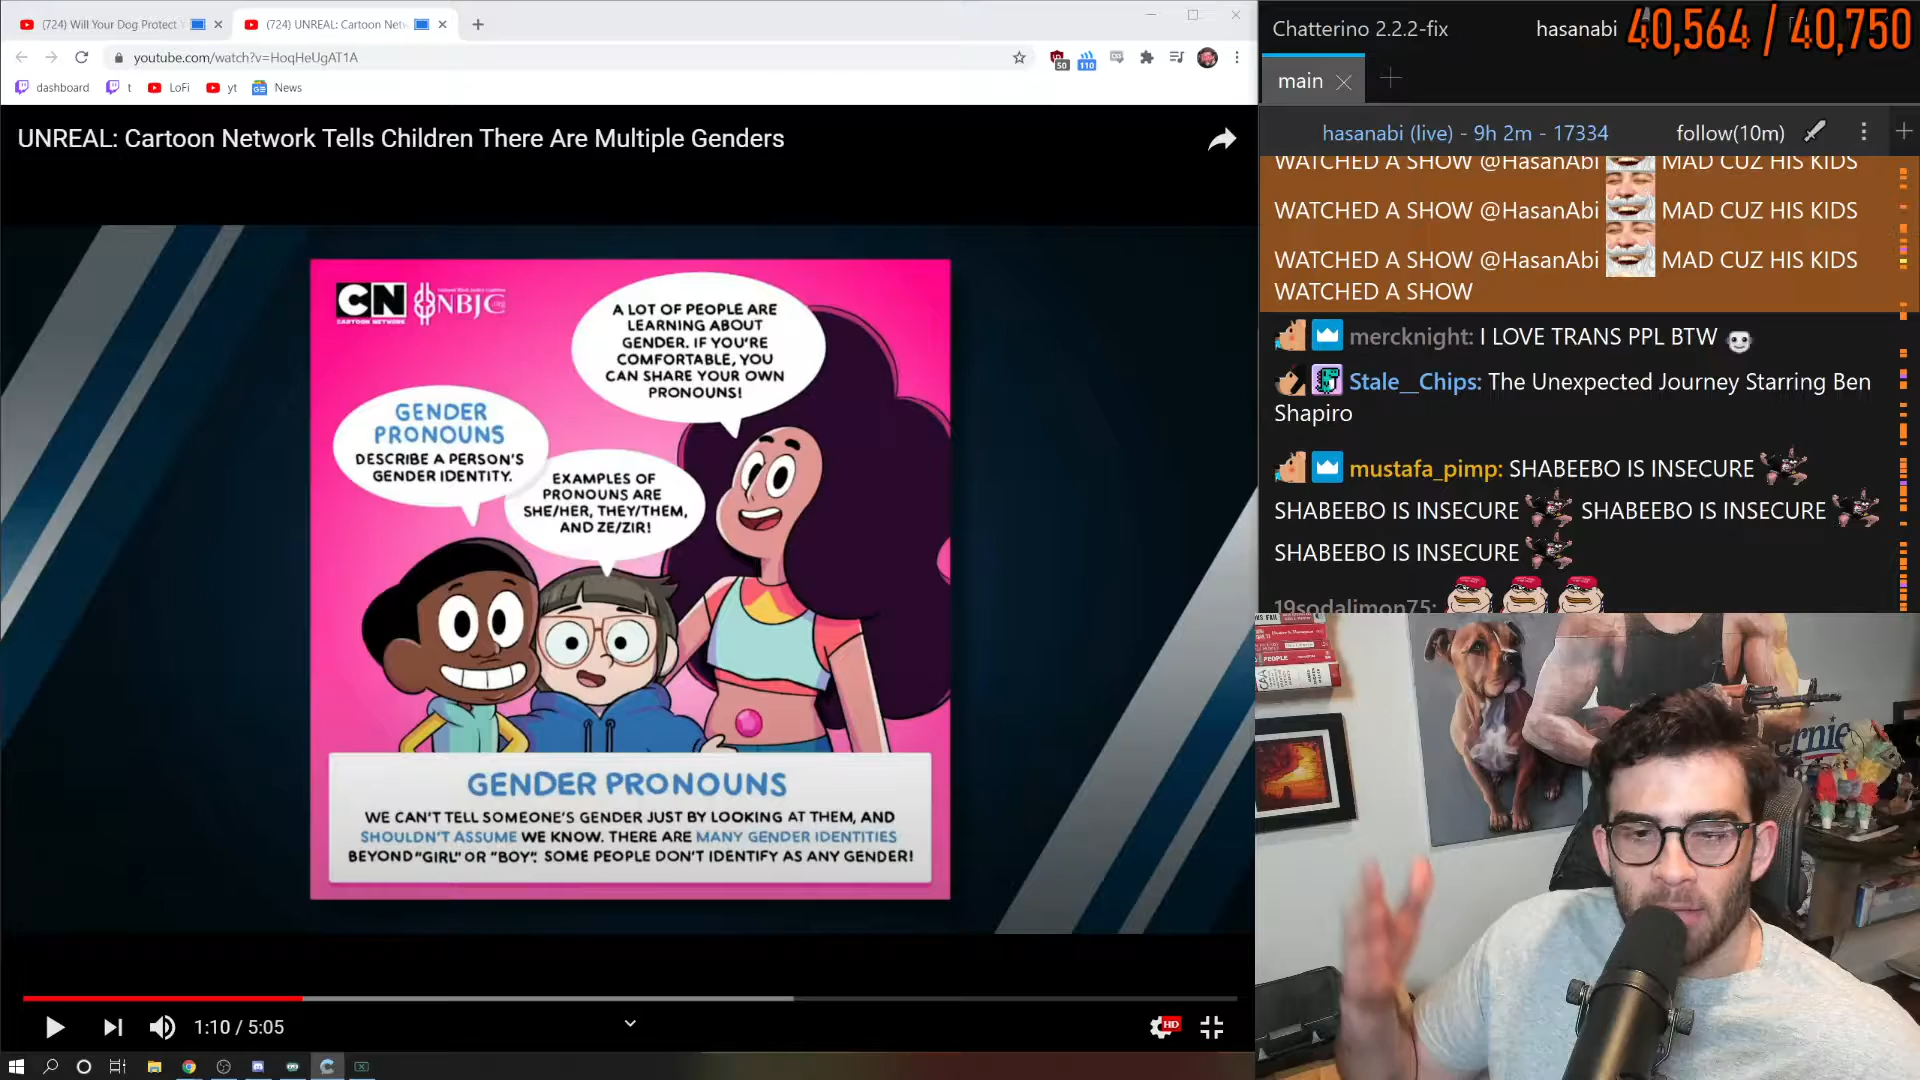 (724) Will Your Dog Protect
(724) UNREAL: Cartoon Netw
youtube.com/watch?v=HoqHeUgAT1A
50
110
dashboard
t
LoFi
yt
News
UNREAL: Cartoon Network Tells Children There Are Multiple Genders
CN
CARTOON NETWORK
NBJC
A LOT OF PEOPLE ARE
LEARNING ABOUT
GENDER. IF YOU'RE
COMFORTABLE, YOU
CAN SHARE YOUR OWN
PRONOUNS!
GENDER
PRONOUNS
DESCRIBE A PERSON'S
GENDER IDENTITY.
EXAMPLES OF
PRONOUNS ARE
SHE/HER, THEY/THEM,
AND ZE/ZIR!
GENDER PRONOUNS
WE CAN'T TELL SOMEONE'S GENDER JUST BY LOOKING AT THEM, AND
SHOULDN'T ASSUME WE KNOW. THERE ARE MANY GENDER IDENTITIES
BEYOND "GIRL" OR "BOY". SOME PEOPLE DON'T IDENTIFY AS ANY GENDER!
1:10 / 5:05
HD
Chatterino 2.2.2-fix
hasanabi
40,564 / 40,750
main
hasanabi (live) - 9h 2m - 17334
follow(10m)
WATCHED A SHOW @HasanAbi MAD CUZ HIS KIDS
WATCHED A SHOW @HasanAbi MAD CUZ HIS KIDS
WATCHED A SHOW @HasanAbi MAD CUZ HIS KIDS
WATCHED A SHOW
mercknight: I LOVE TRANS PPL BTW
Stale__Chips: The Unexpected Journey Starring Ben
Shapiro
mustafa_pimp: SHABEEBO IS INSECURE
SHABEEBO IS INSECURE SHABEEBO IS INSECURE
SHABEEBO IS INSECURE
19sodalimon75:
PEOPLE
ernie